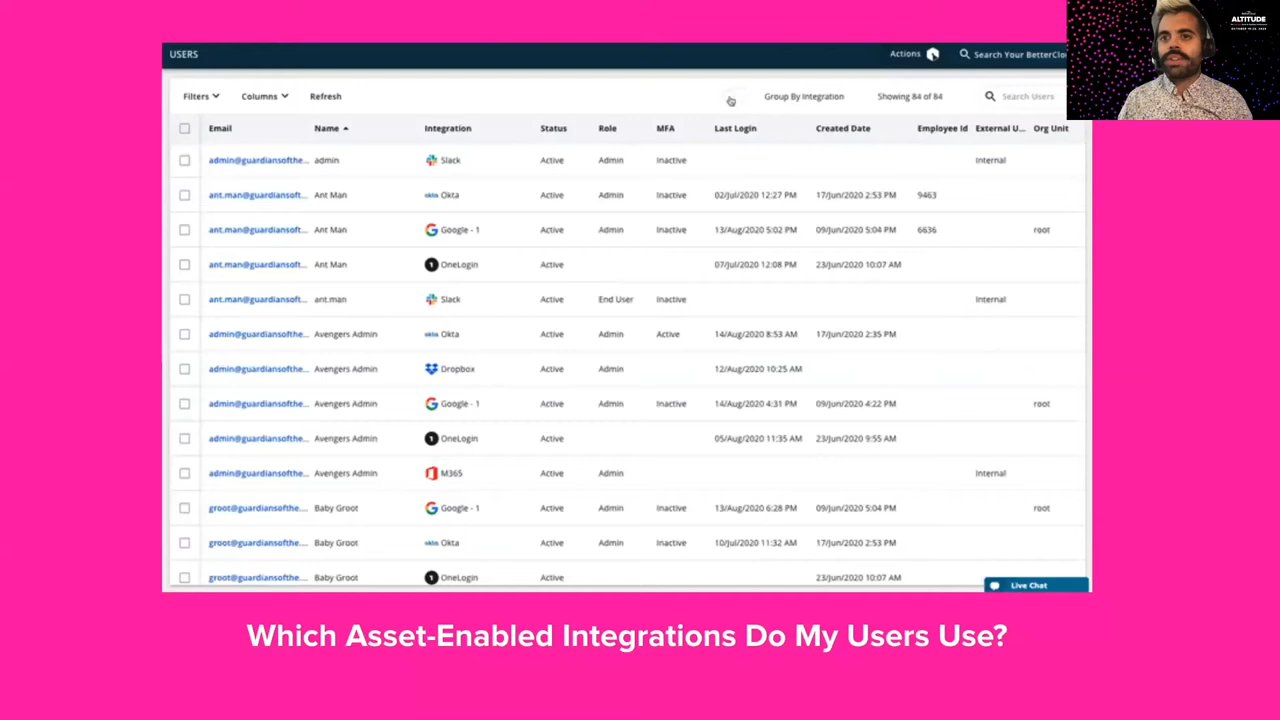 USERS Actions Search Your BetterClo
ALTITUDE
Filters Columns Refresh Group By Integration Showing 84 of 84 Search Users
Email Name Integration Status Role MFA Last Login Created Date Employee Id External U... Org Unit
admin@guardiansofthe... admin Slack Active Admin Inactive Internal
ant.man@guardiansoft... Ant Man okta Okta Active Admin Inactive 02/Jul/2020 12:27 PM 17/Jun/2020 2:53 PM 9463
ant.man@guardiansoft... Ant Man Google - 1 Active Admin Inactive 13/Aug/2020 5:02 PM 09/Jun/2020 5:04 PM 6636 root
ant.man@guardiansoft... Ant Man 1 OneLogin Active 07/Jul/2020 12:08 PM 23/Jun/2020 10:07 AM
ant.man@guardiansoft... ant.man Slack Active End User Inactive Internal
admin@guardiansofthe... Avengers Admin okta Okta Active Admin Active 14/Aug/2020 8:53 AM 17/Jun/2020 2:35 PM
admin@guardiansofthe... Avengers Admin Dropbox Active Admin 12/Aug/2020 10:25 AM
admin@guardiansofthe... Avengers Admin Google - 1 Active Admin Inactive 14/Aug/2020 4:31 PM 09/Jun/2020 4:22 PM root
admin@guardiansofthe... Avengers Admin 1 OneLogin Active 05/Aug/2020 11:35 AM 23/Jun/2020 9:55 AM
admin@guardiansofthe... Avengers Admin M365 Active Admin Internal
groot@guardiansofthe.... Baby Groot Google - 1 Active Admin Inactive 13/Aug/2020 6:28 PM 09/Jun/2020 5:04 PM root
groot@guardiansofthe.... Baby Groot okta Okta Active Admin Inactive 10/Jul/2020 11:32 AM 17/Jun/2020 2:53 PM
groot@guardiansofthe.... Baby Groot 1 OneLogin Active 23/Jun/2020 10:07 AM
Live Chat
Which Asset-Enabled Integrations Do My Users Use?